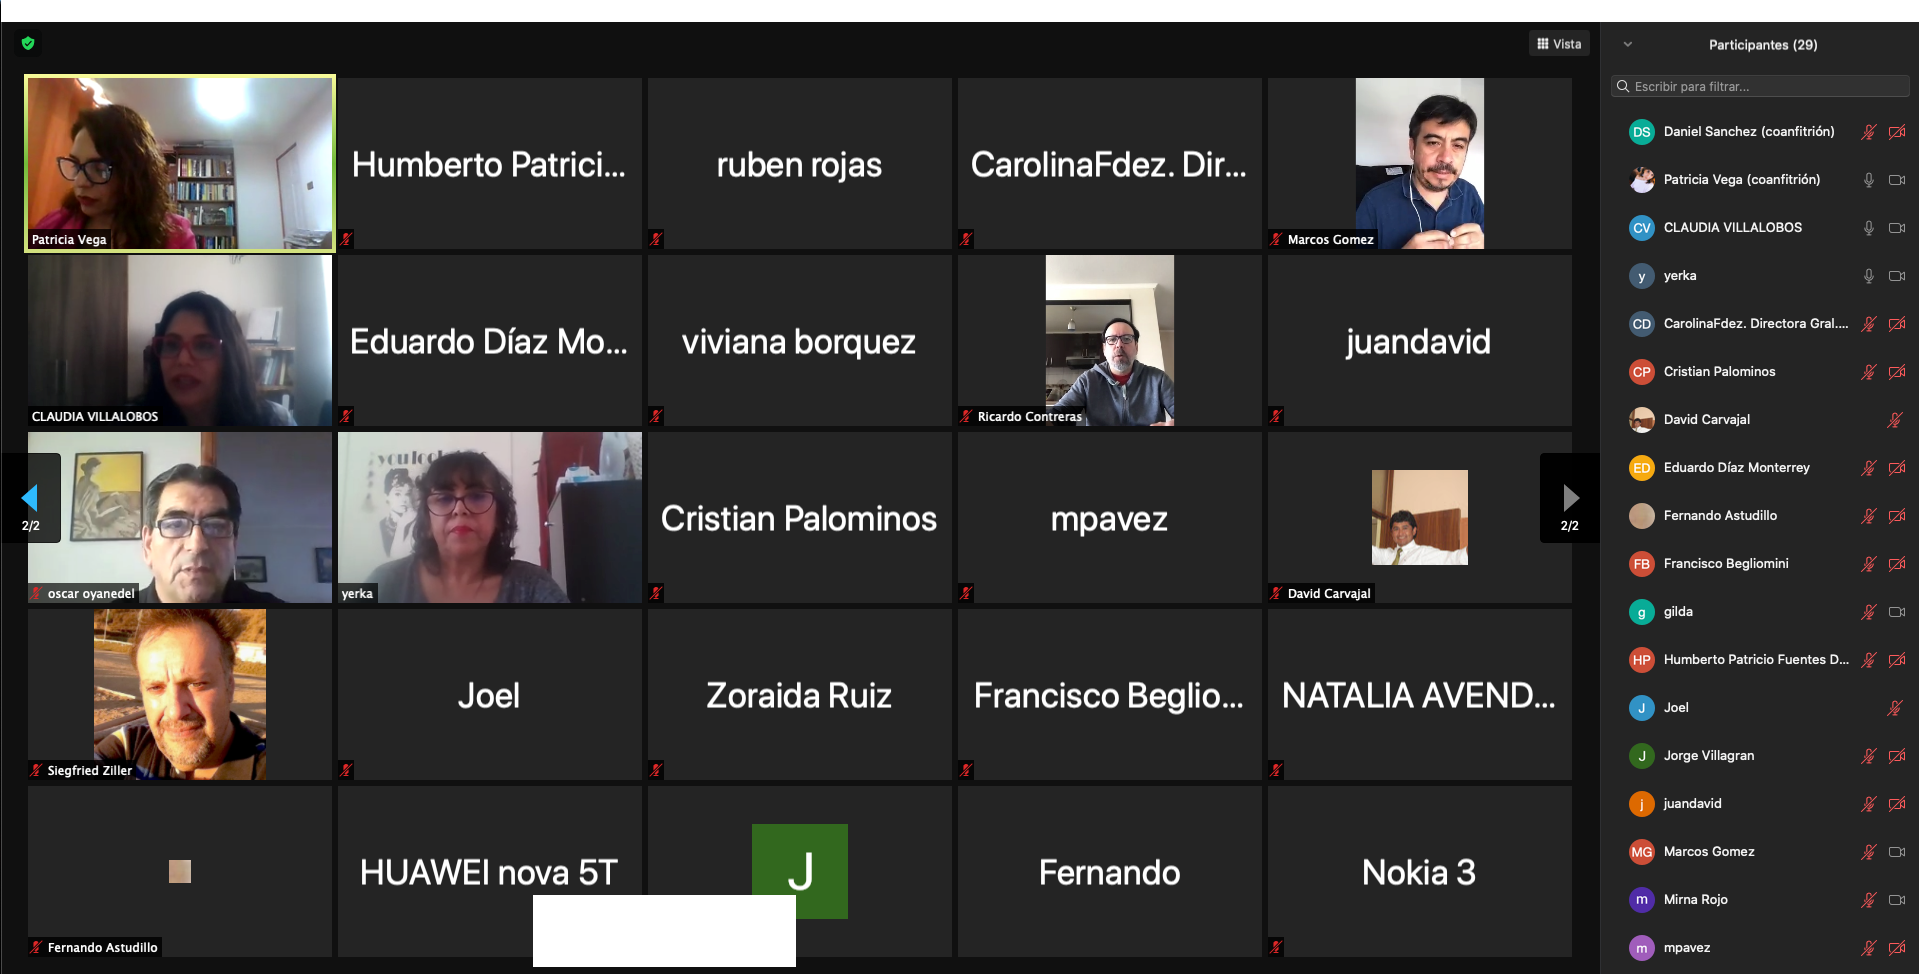 Vista
Participantes (29)
Escribir para filtrar...
Patricia Vega
Humberto Patrici...
ruben rojas
CarolinaFdez. Dir...
Marcos Gomez
CLAUDIA VILLALOBOS
Eduardo Díaz Mo...
viviana borquez
Ricardo Contreras
juandavid
2/2
oscar oyanedel
you look
yerka
Cristian Palominos
mpavez
David Carvajal
2/2
Siegfried Ziller
Joel
Zoraida Ruiz
Francisco Beglio...
NATALIA AVEND...
Fernando Astudillo
HUAWEI nova 5T
J
Fernando
Nokia 3
DS Daniel Sanchez (coanfitrión)
Patricia Vega (coanfitrión)
CV CLAUDIA VILLALOBOS
y yerka
CD CarolinaFdez. Directora Gral....
CP Cristian Palominos
David Carvajal
ED Eduardo Díaz Monterrey
Fernando Astudillo
FB Francisco Begliomini
g gilda
HP Humberto Patricio Fuentes D...
J Joel
J Jorge Villagran
j juandavid
MG Marcos Gomez
m Mirna Rojo
m mpavez